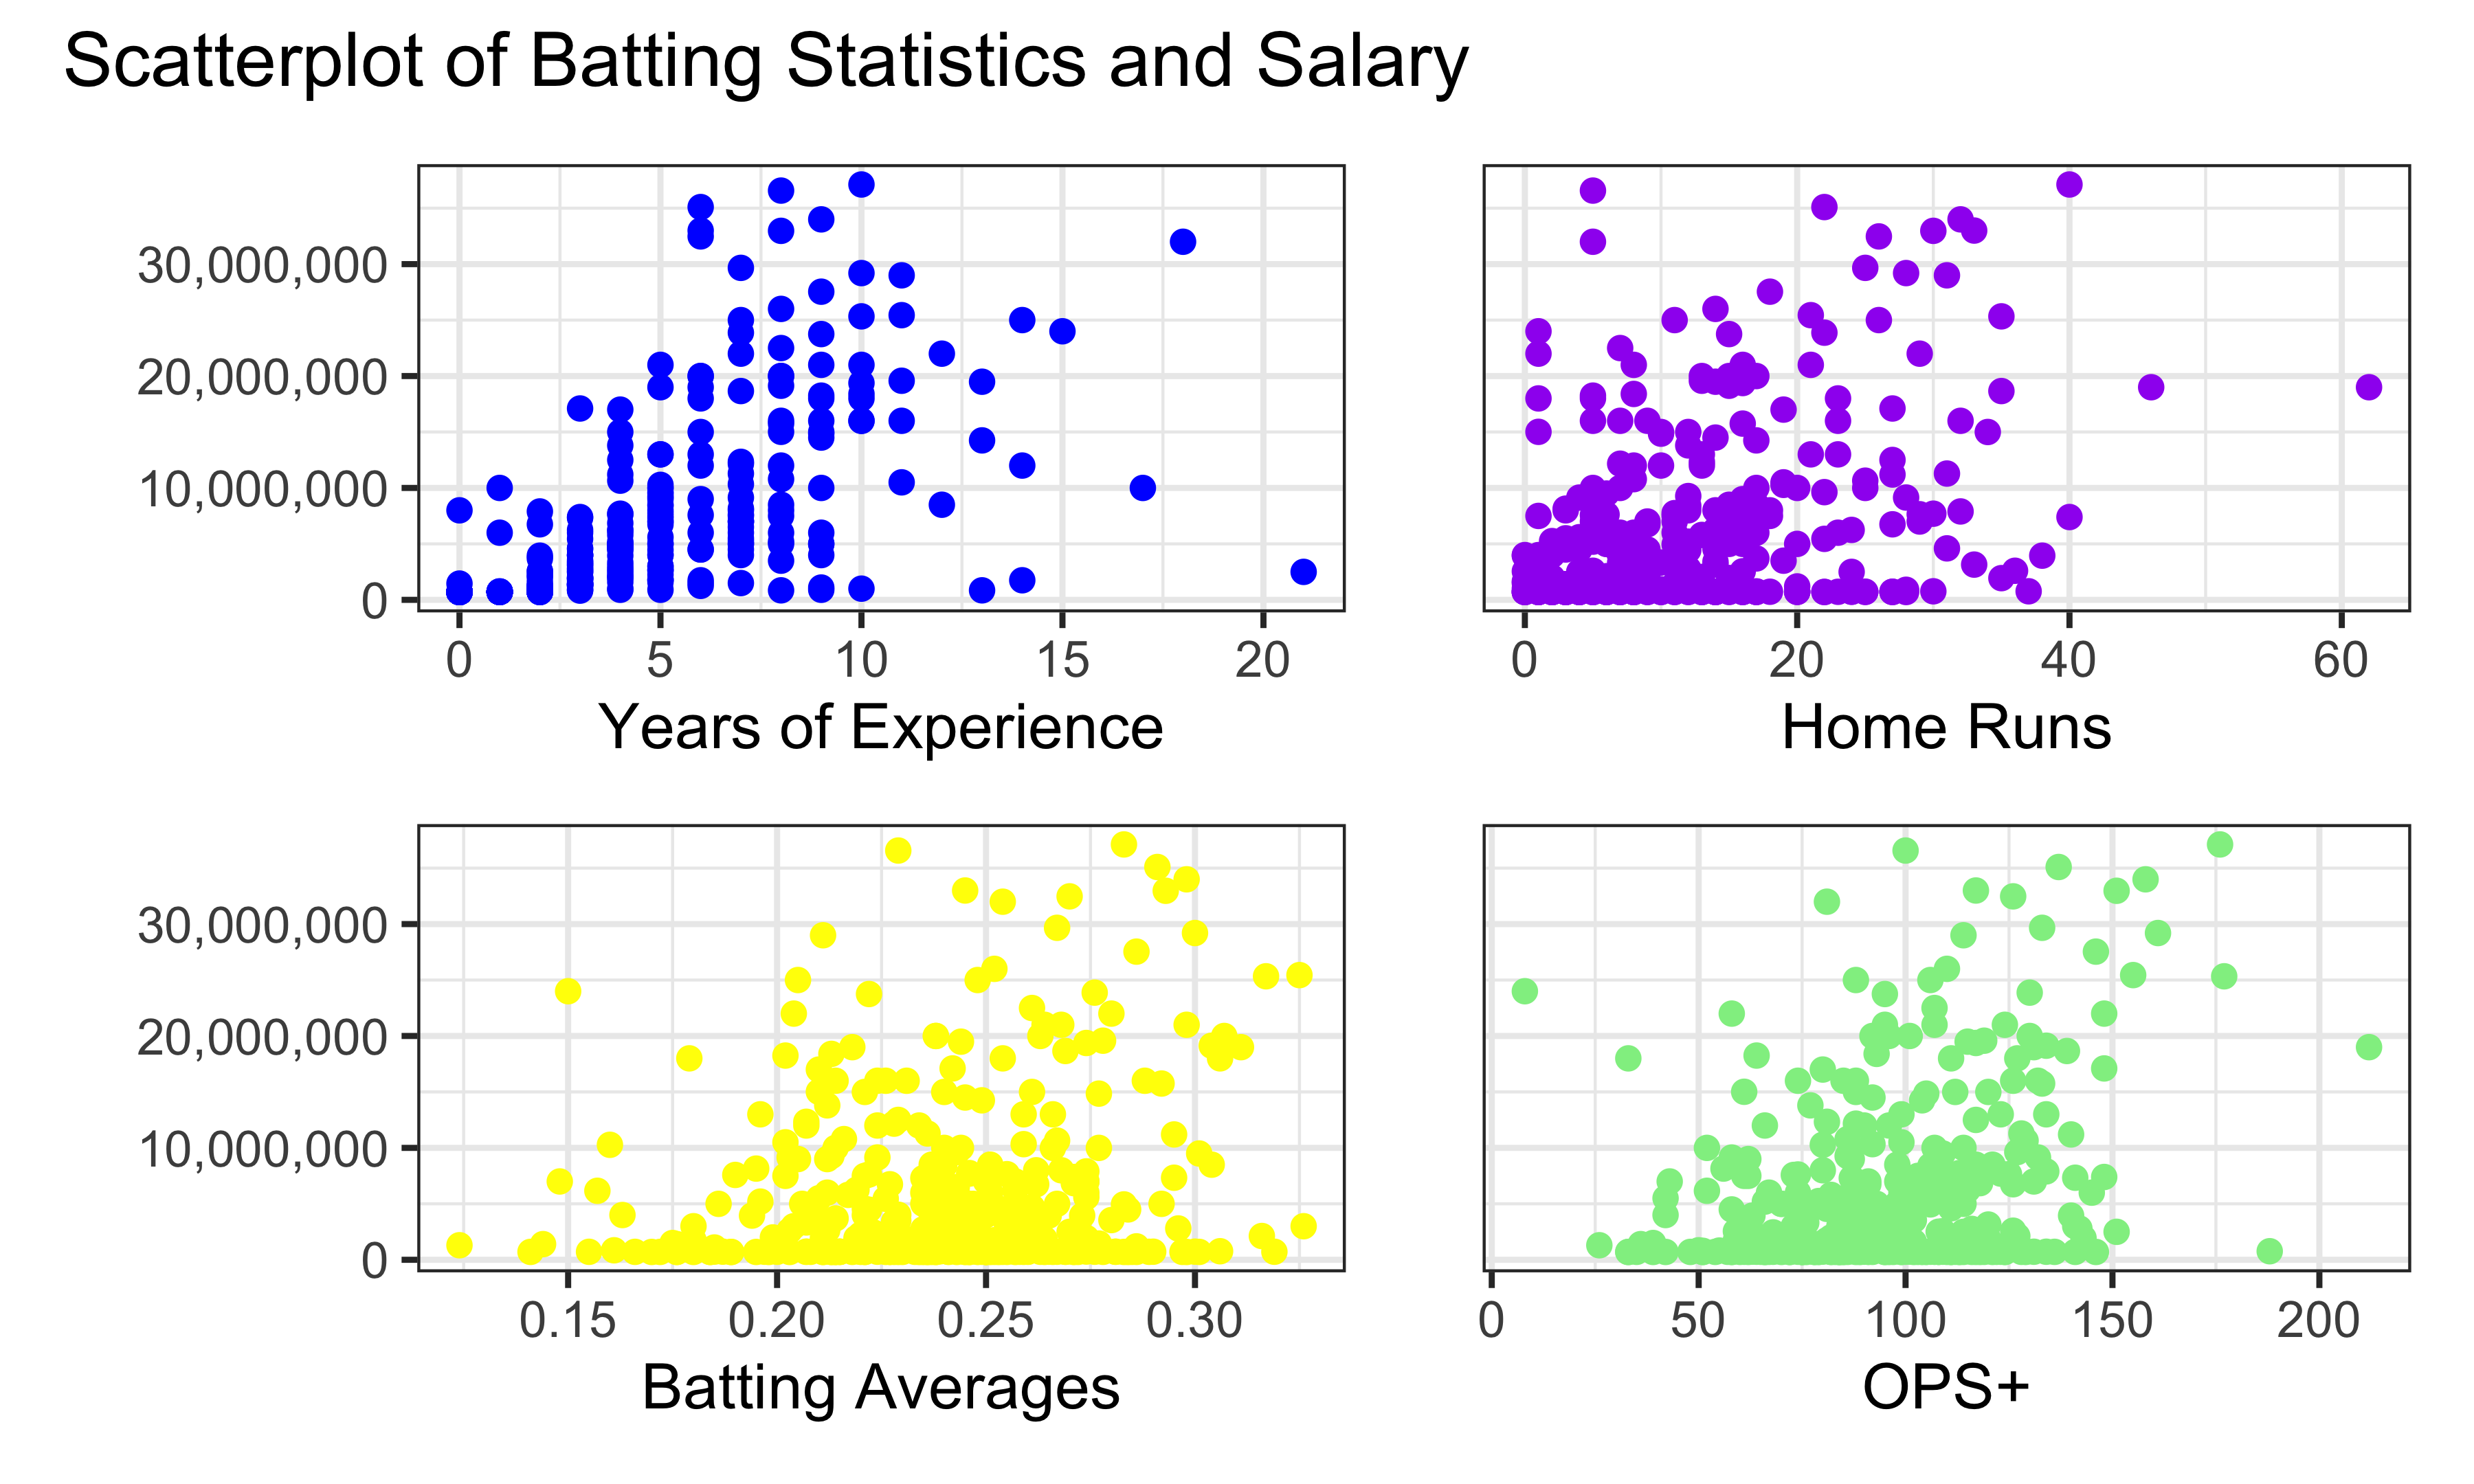 Scatterplot of Batting Statistics and Salary
30,000,000
20,000,000
10,000,000
0
0 5 10 15 20
Years of Experience
0 20 40 60
Home Runs
30,000,000
20,000,000
10,000,000
0
0.15 0.20 0.25 0.30
Batting Averages
0 50 100 150 200
OPS+